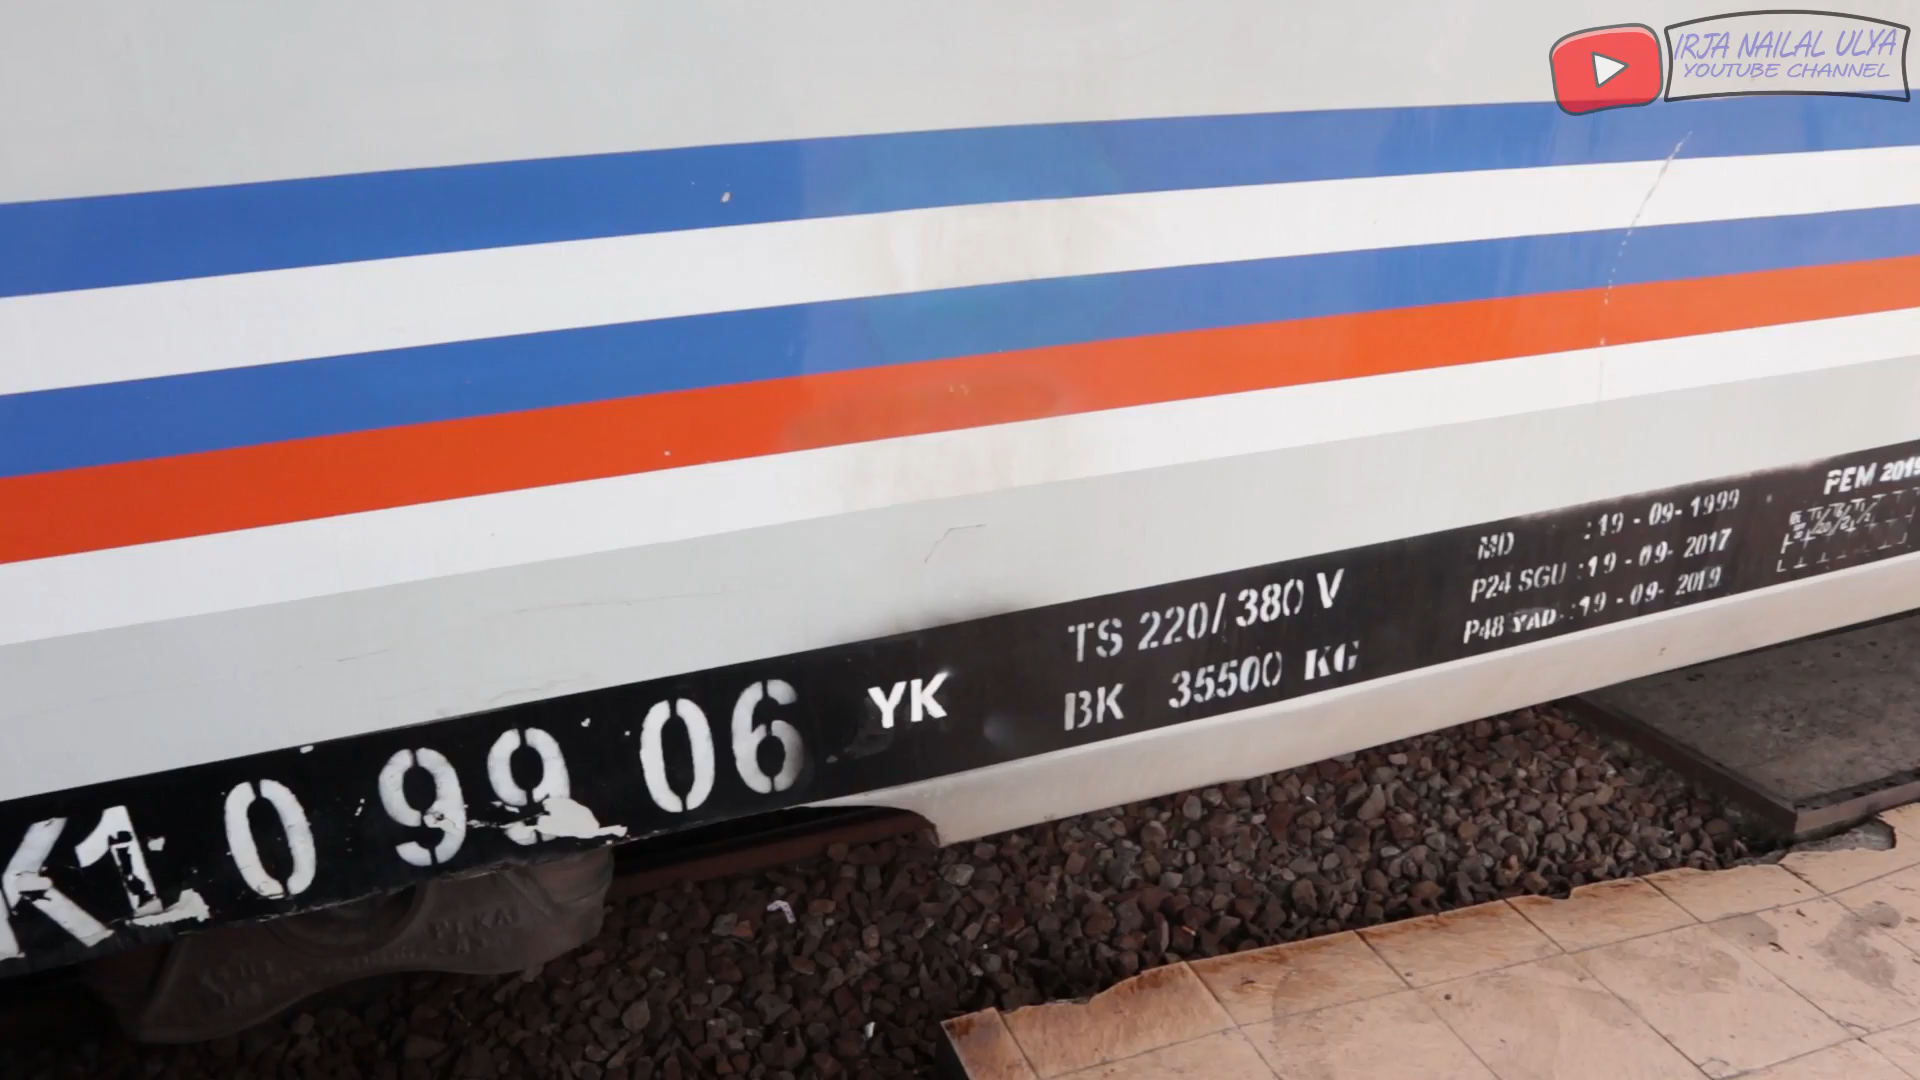 IRJA NAILAL ULYA
YOUTUBE CHANNEL
K1 0 99 06 YK
TS 220/380 V
BK 35500 KG
MD : 19 - 09 - 1999
P24 SGU : 19 - 09 - 2017
P48 YAD : 19 - 09 - 2019
PEM 2019